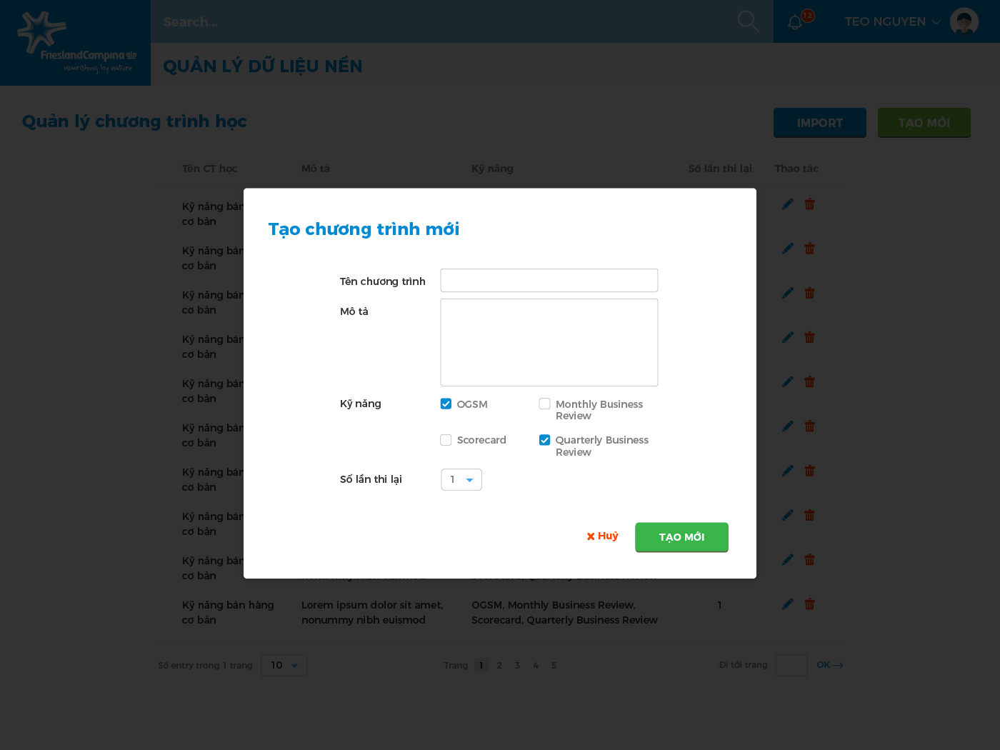 FrieslandCampina
nourishing by nature
Search...
12
TEO NGUYEN
QUẢN LÝ DỮ LIỆU NỀN
Quản lý chương trình học
IMPORT
TẠO MỚI
Tên CT học
Mô tả
Kỹ năng
Số lần thi lại
Thao tác
Kỹ năng bán
cơ bản
Kỹ năng bán
cơ bản
Kỹ năng bán
cơ bản
Kỹ năng bán
cơ bản
Kỹ năng bán
cơ bản
Kỹ năng bán
cơ bản
Kỹ năng bán
cơ bản
Kỹ năng bán
cơ bản
Kỹ năng bán
cơ bản
Tạo chương trình mới
Tên chương trình
Mô tả
Kỹ năng
OGSM
Monthly Business
Review
Scorecard
Quarterly Business
Review
Số lần thi lại
1
Huỷ
TẠO MỚI
Kỹ năng bán hàng
cơ bản
Lorem ipsum dolor sit amet,
nonummy nibh euismod
OGSM, Monthly Business Review,
Scorecard, Quarterly Business Review
1
Số entry trong 1 trang
10
Trang 1 2 3 4 5
Đi tới trang
OK